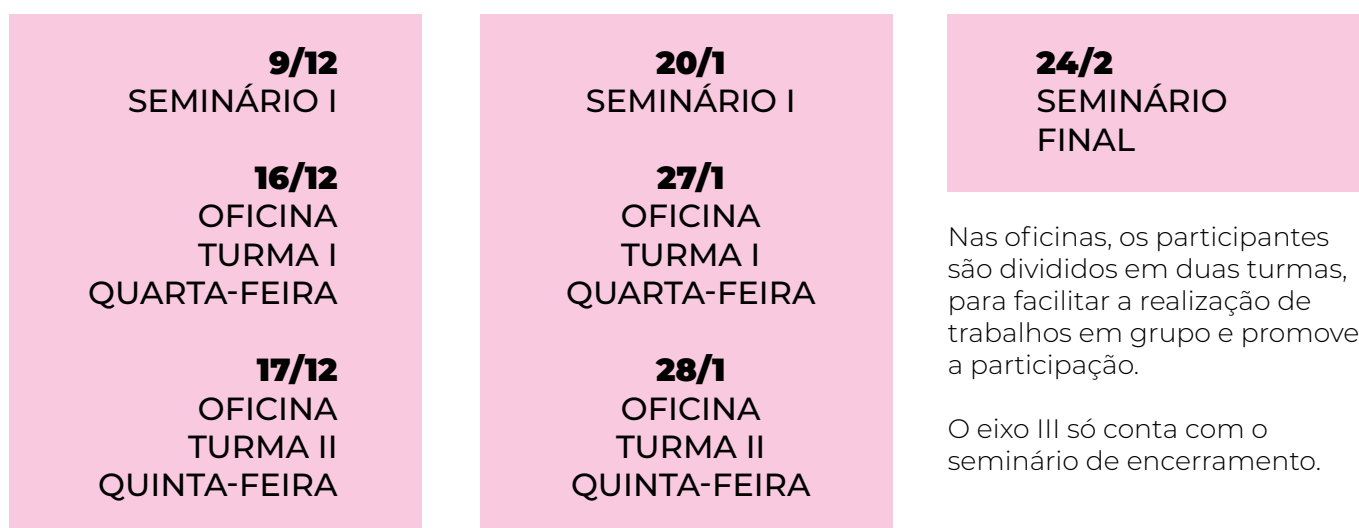 9/12
SEMINÁRIO I
16/12
OFICINA
TURMA I
QUARTA-FEIRA
17/12
OFICINA
TURMA II
QUINTA-FEIRA
20/1
SEMINÁRIO I
27/1
OFICINA
TURMA I
QUARTA-FEIRA
28/1
OFICINA
TURMA II
QUINTA-FEIRA
24/2
SEMINÁRIO
FINAL
Nas oficinas, os participantes
são divididos em duas turmas,
para facilitar a realização de
trabalhos em grupo e promove
a participação.
O eixo III só conta com o
seminário de encerramento.